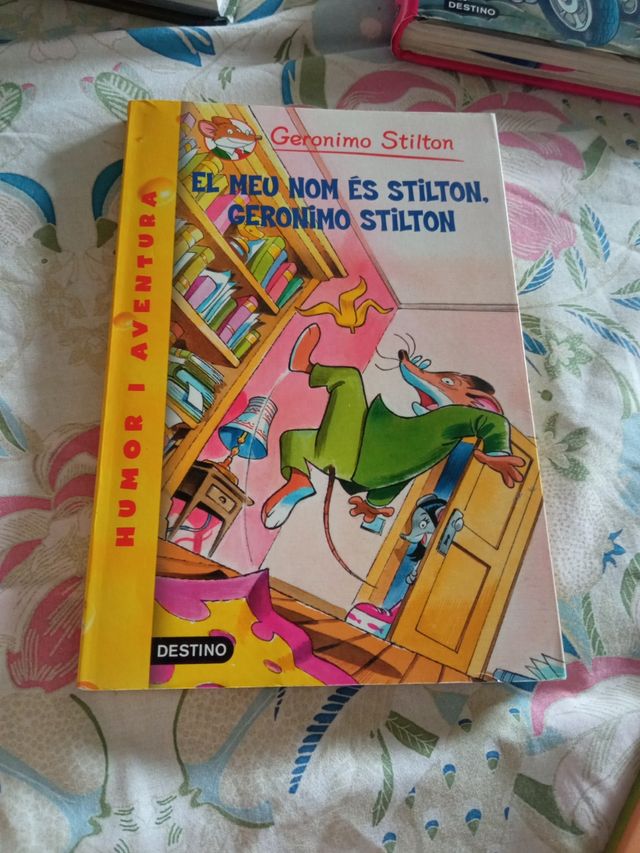 DESTINO
Geronimo Stilton
EL MEU NOM ÉS STILTON,
GERONIMO STILTON
HUMOR I AVENTURA
DESTINO